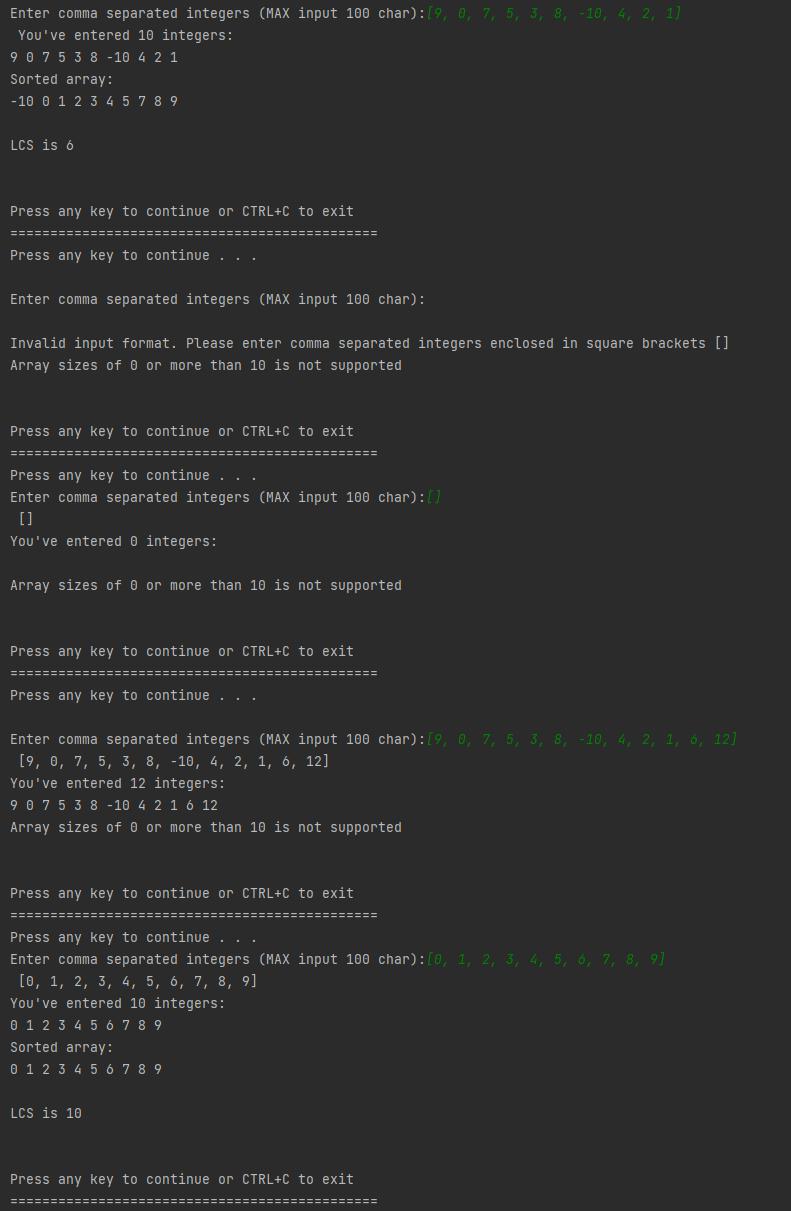 Enter comma separated integers (MAX input 100 char):[9, 0, 7, 5, 3, 8, -10, 4, 2, 1]
You've entered 10 integers:
9 0 7 5 3 8 -10 4 2 1
Sorted array:
-10 0 1 2 3 4 5 7 8 9
LCS is 6
Press any key to continue or CTRL+C to exit
==============================================
Press any key to continue . . .
Enter comma separated integers (MAX input 100 char):
Invalid input format. Please enter comma separated integers enclosed in square brackets []
Array sizes of 0 or more than 10 is not supported
Press any key to continue or CTRL+C to exit
==============================================
Press any key to continue . . .
Enter comma separated integers (MAX input 100 char):[]
[]
You've entered 0 integers:
Array sizes of 0 or more than 10 is not supported
Press any key to continue or CTRL+C to exit
==============================================
Press any key to continue . . .
Enter comma separated integers (MAX input 100 char):[9, 0, 7, 5, 3, 8, -10, 4, 2, 1, 6, 12]
[9, 0, 7, 5, 3, 8, -10, 4, 2, 1, 6, 12]
You've entered 12 integers:
9 0 7 5 3 8 -10 4 2 1 6 12
Array sizes of 0 or more than 10 is not supported
Press any key to continue or CTRL+C to exit
==============================================
Press any key to continue . . .
Enter comma separated integers (MAX input 100 char):[0, 1, 2, 3, 4, 5, 6, 7, 8, 9]
[0, 1, 2, 3, 4, 5, 6, 7, 8, 9]
You've entered 10 integers:
0 1 2 3 4 5 6 7 8 9
Sorted array:
0 1 2 3 4 5 6 7 8 9
LCS is 10
Press any key to continue or CTRL+C to exit
==============================================